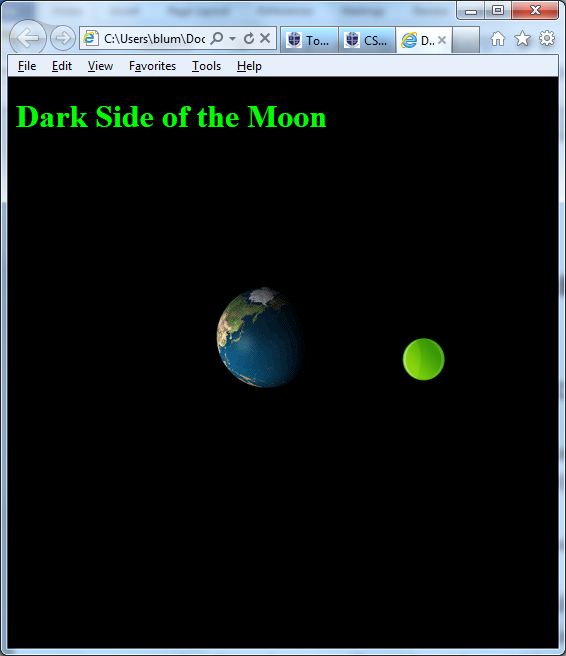 C:\Users\blum\Doc
To...
CS...
D...
File Edit View Favorites Tools Help
Dark Side of the Moon